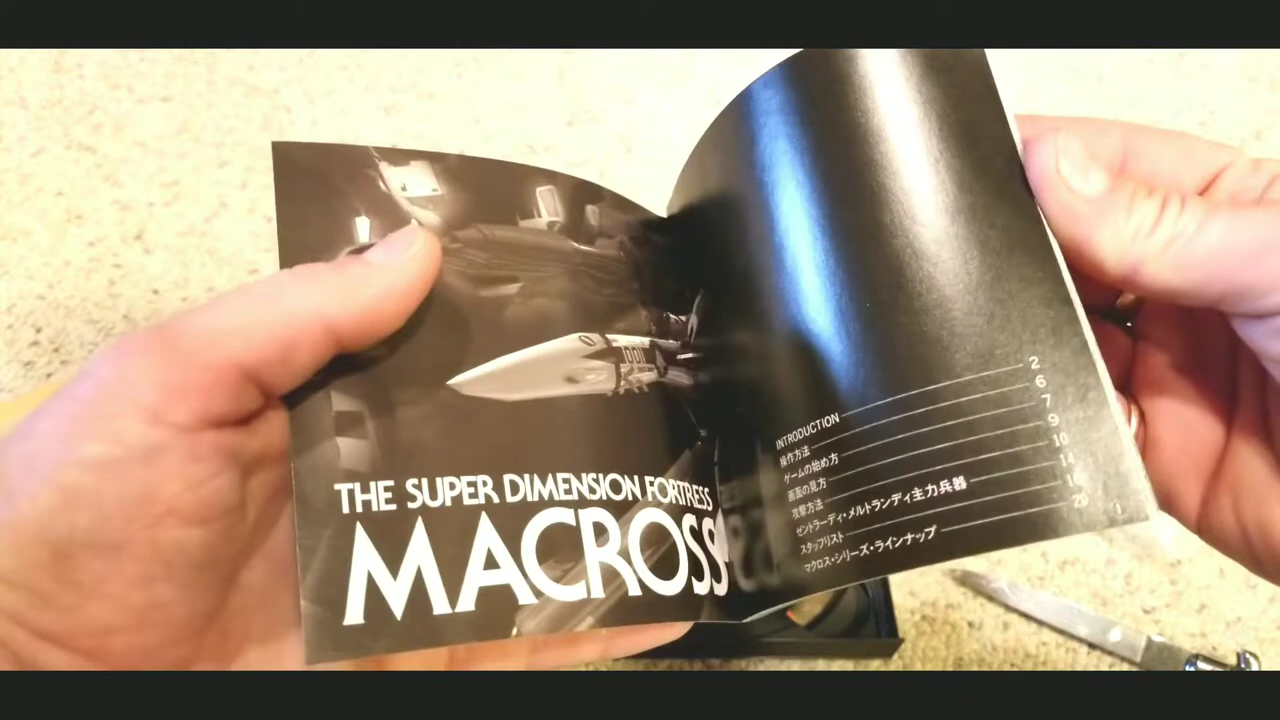 001
THE SUPER DIMENSION FORTRESS
MACROSS
INTRODUCTION 2
操作方法 6
ゲームの始め方 7
画面の見方 9
攻撃方法 10
ゼントラーディ・メルトランディ主力兵器 14
スタッフリスト
マクロス・シリーズ・ラインナップ 20